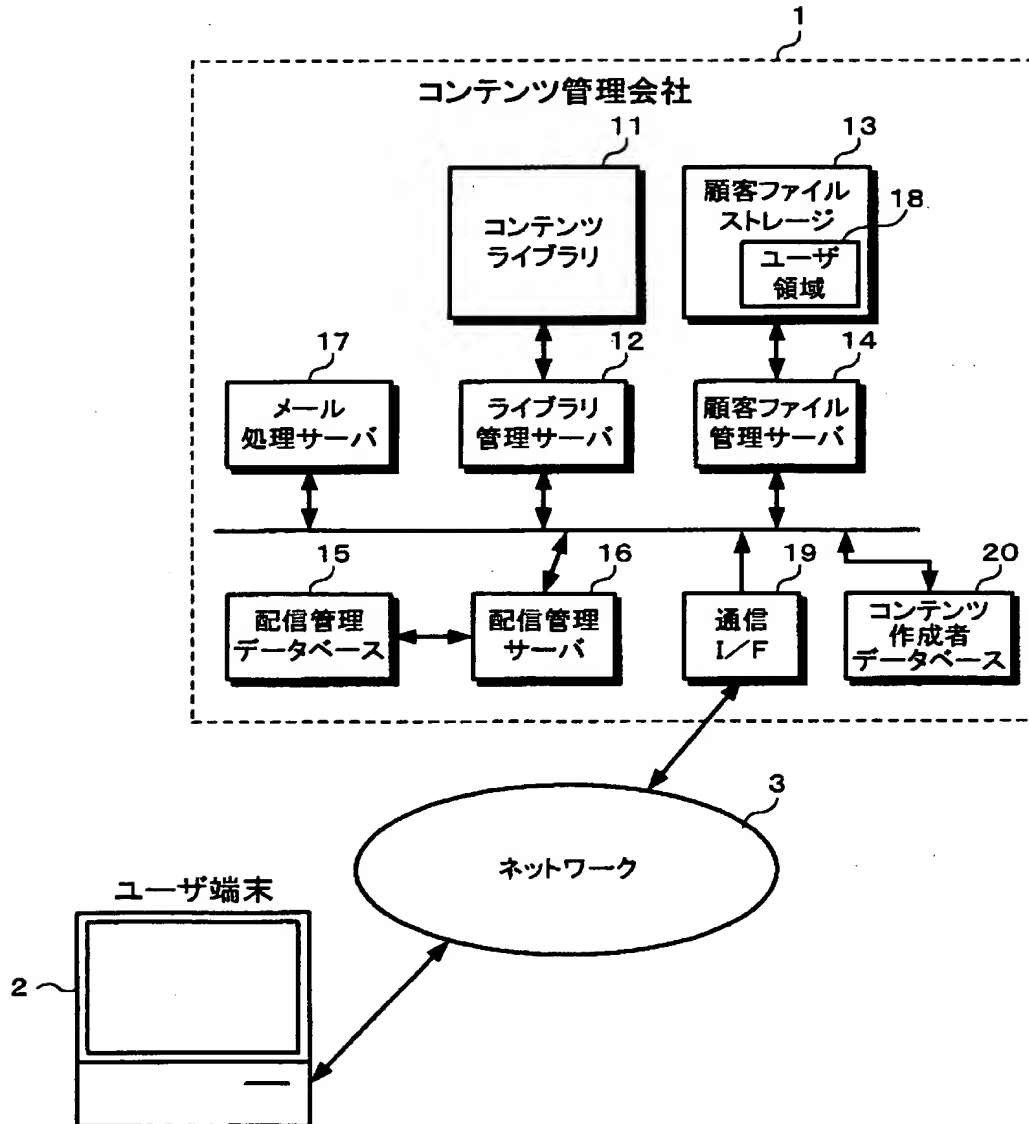 1
コンテンツ管理会社
11
13
コンテンツ
ライブラリ
顧客ファイル
ストレージ
18
ユーザ
領域
17
12
14
メール
処理サーバ
ライブラリ
管理サーバ
顧客ファイル
管理サーバ
15
16
19
20
配信管理
データベース
配信管理
サーバ
通信
I/F
コンテンツ
作成者
データベース
3
ネットワーク
ユーザ端末
2